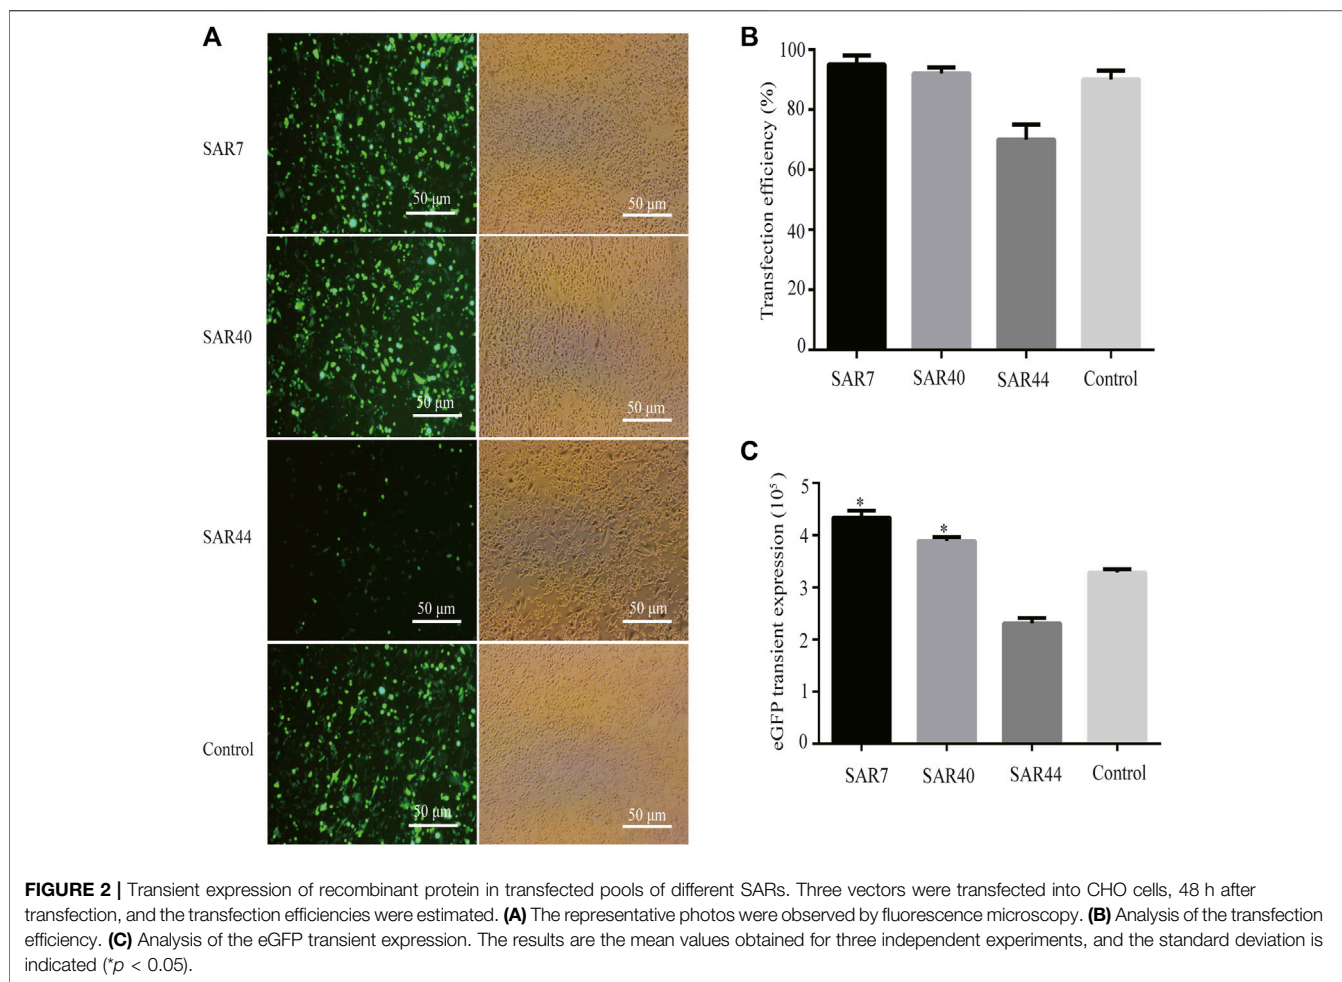 A
SAR7
50 μm
50 μm
SAR40
50 μm
50 μm
SAR44
50 μm
50 μm
Control
50 μm
50 μm
B
Transfection efficiency (%)
100
80
60
40
20
0
SAR7 SAR40 SAR44 Control
C
eGFP transient expression (10⁵)
5
4
3
2
1
0
* *
SAR7 SAR40 SAR44 Control
FIGURE 2 | Transient expression of recombinant protein in transfected pools of different SARs. Three vectors were transfected into CHO cells, 48 h after
transfection, and the transfection efficiencies were estimated. (A) The representative photos were observed by fluorescence microscopy. (B) Analysis of the transfection
efficiency. (C) Analysis of the eGFP transient expression. The results are the mean values obtained for three independent experiments, and the standard deviation is
indicated (*p < 0.05).